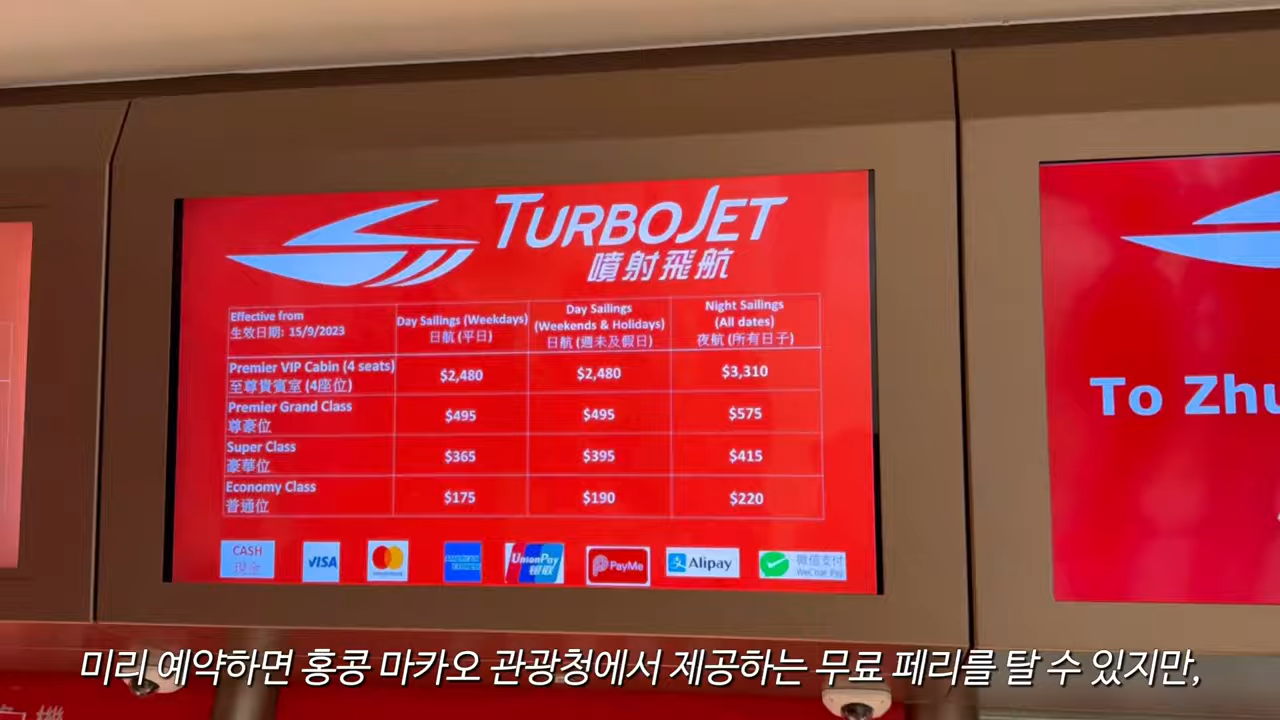 TURBOJET
噴射飛航
Effective from
生效日期: 15/9/2023
Day Sailings (Weekdays)
日航 (平日)
Day Sailings
(Weekends & Holidays)
日航 (週未及假日)
Night Sailings
(All dates)
夜航 (所有日子)
Premier VIP Cabin (4 seats)
至尊貴賓室 (4座位)
$2,480
$2,480
$3,310
Premier Grand Class
尊豪位
$495
$495
$575
Super Class
豪華位
$365
$395
$415
Economy Class
普通位
$175
$190
$220
CASH
現金
VISA
UnionPay
银联
PayMe
Alipay
微信支付
WeChat Pay
To Zhu
미리 예약하면 홍콩 마카오 관광청에서 제공하는 무료 페리를 탈 수 있지만,